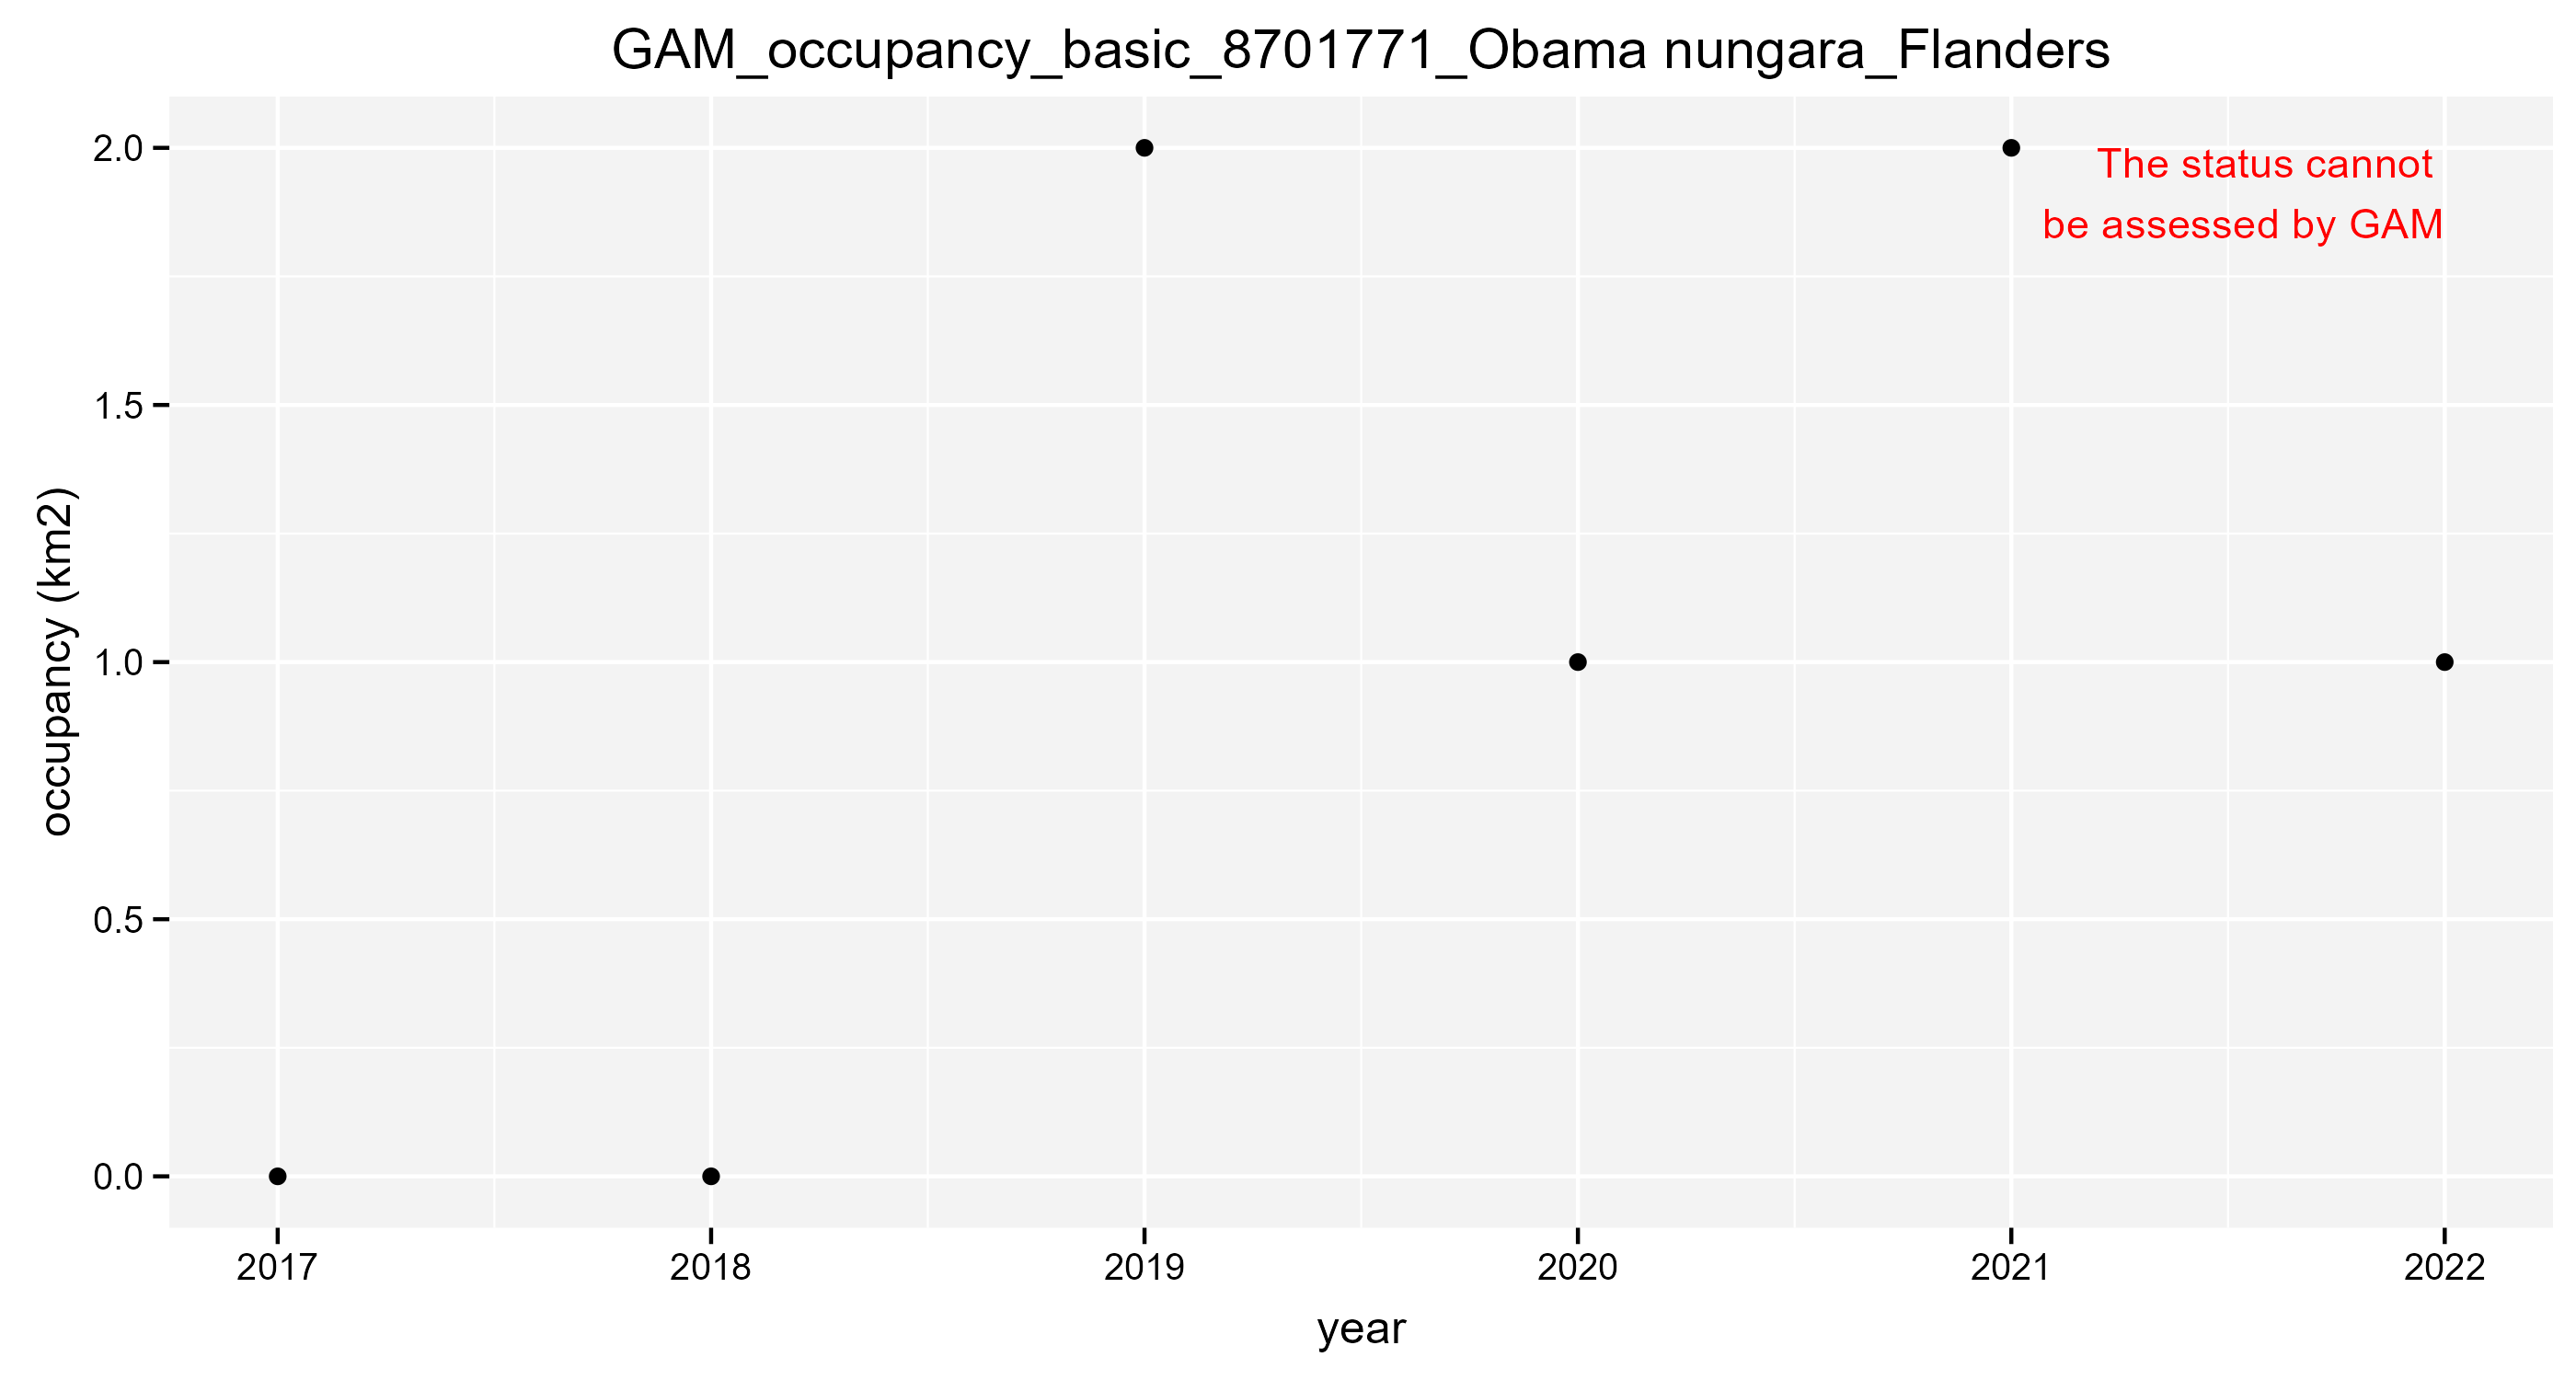 GAM_occupancy_basic_8701771_Obama nungara_Flanders
The status cannot
be assessed by GAM
occupancy (km2)
2.0
1.5
1.0
0.5
0.0
2017 2018 2019 2020 2021 2022
year